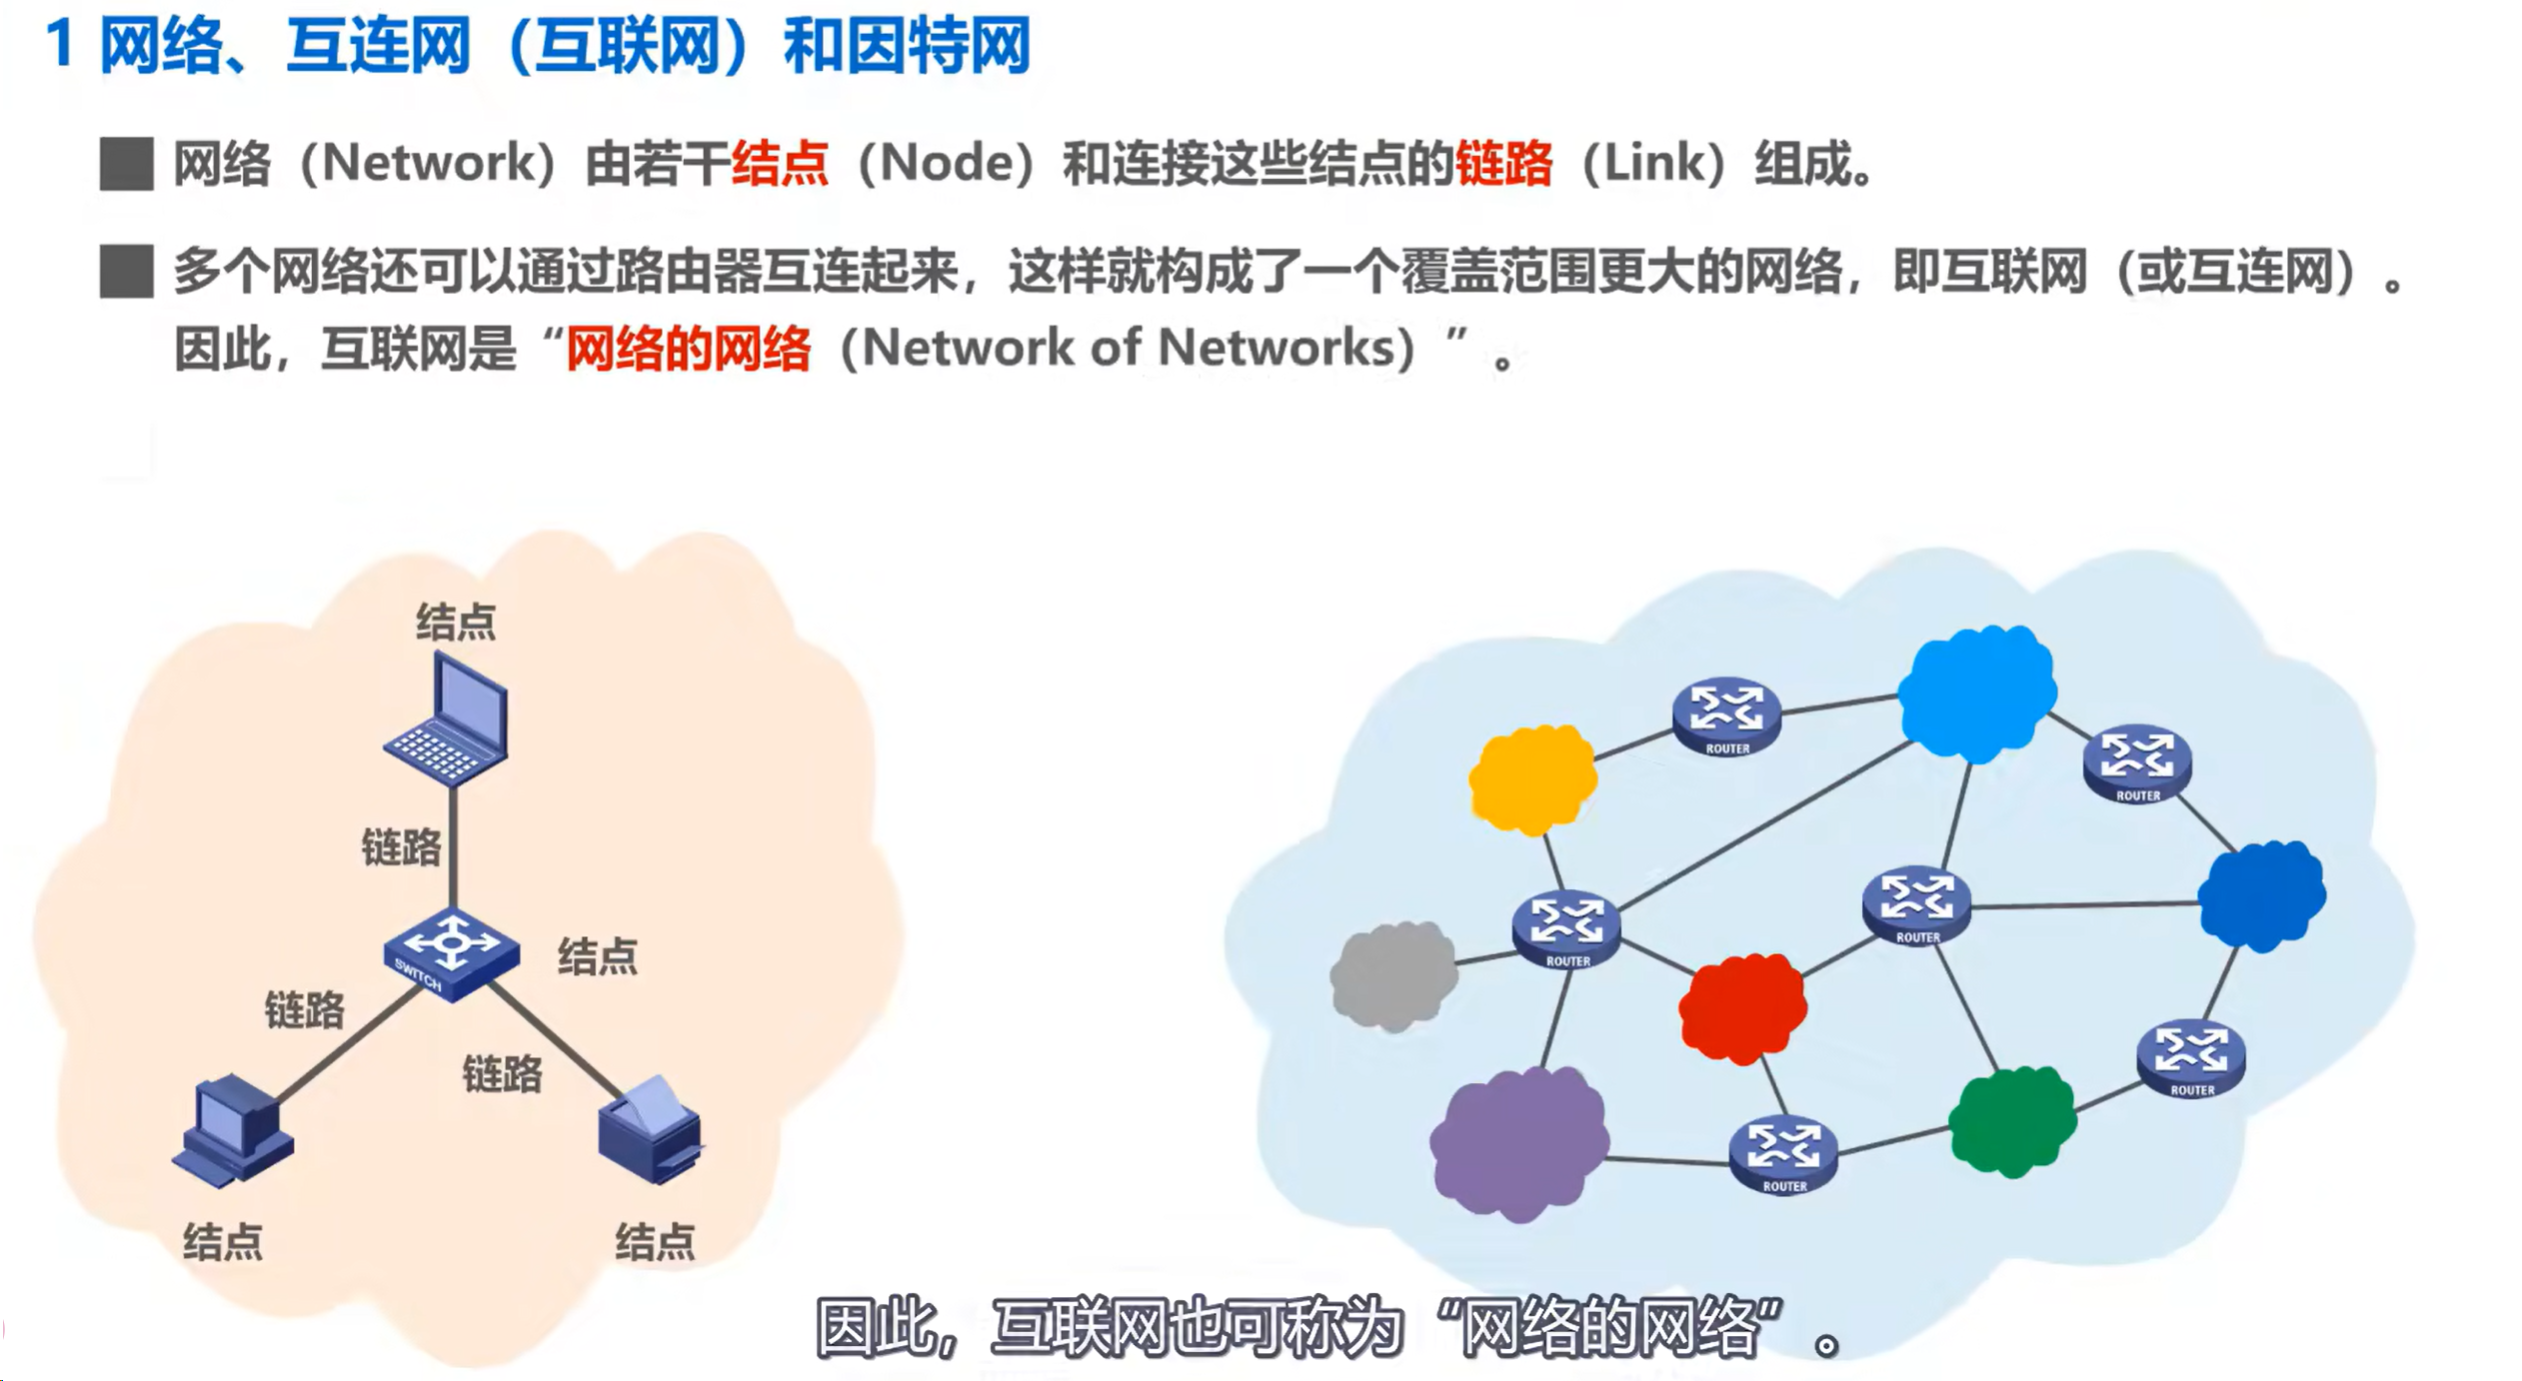 1 网络、互连网（互联网）和因特网
网络（Network）由若干结点（Node）和连接这些结点的链路（Link）组成。
多个网络还可以通过路由器互连起来，这样就构成了一个覆盖范围更大的网络，即互联网（或互连网）。
因此，互联网是“网络的网络（Network of Networks）”。
结点
链路
SWITCH
结点
链路
链路
结点
结点
ROUTER
ROUTER
ROUTER
ROUTER
ROUTER
ROUTER
因此，互联网也可称为“网络的网络”。